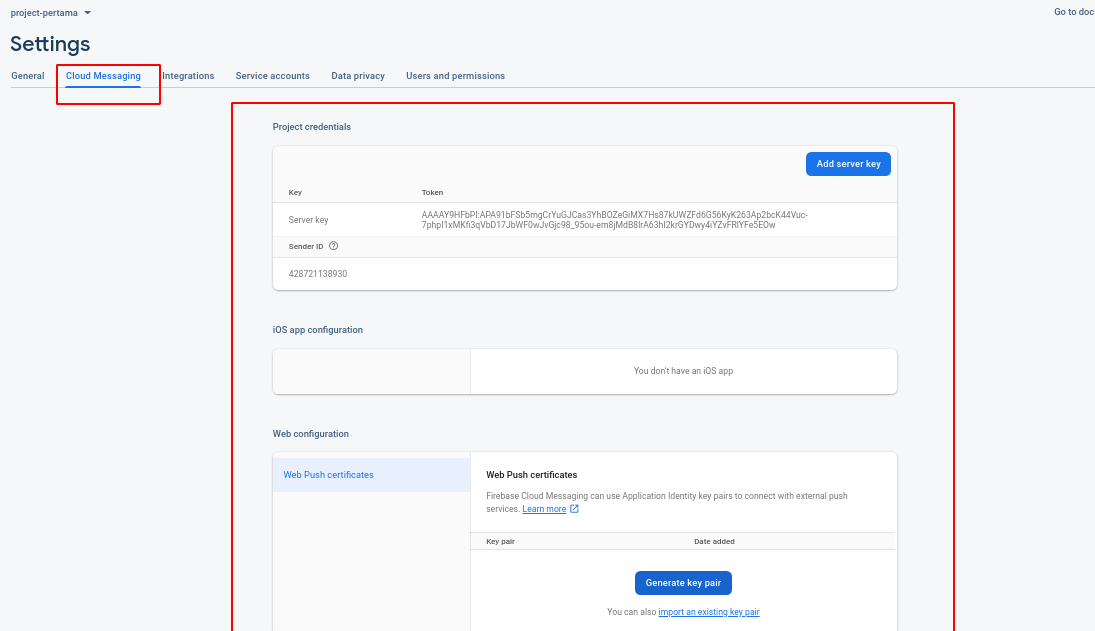 project-pertama
Go to doc
Settings
General Cloud Messaging Integrations Service accounts Data privacy Users and permissions
Project credentials
Add server key
Key Token
Server key
AAAAY9HFbPI:APA91bFSb5mgCrYuGJCas3YhBOZeGiMX7Hs87kUWZFd6G56KyK263Ap2bcK44Vuc-
7phpI1xMKfi3qVbD17JbWF0wJvGjc98_95ou-em8jMdB8IrA63hI2krGYDwy4iYZvFRlYFe5EOw
Sender ID
428721138930
iOS app configuration
You don't have an iOS app
Web configuration
Web Push certificates
Web Push certificates
Firebase Cloud Messaging can use Application Identity key pairs to connect with external push
services. Learn more
Key pair Date added
Generate key pair
You can also import an existing key pair